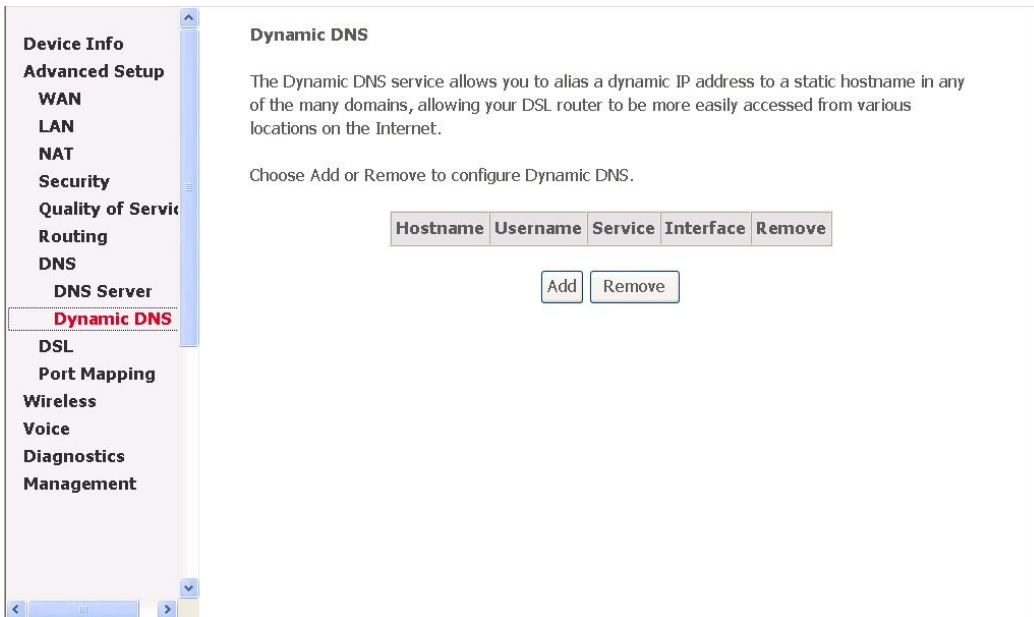 Device Info
Advanced Setup
WAN
LAN
NAT
Security
Quality of Servic
Routing
DNS
DNS Server
Dynamic DNS
DSL
Port Mapping
Wireless
Voice
Diagnostics
Management
Dynamic DNS
The Dynamic DNS service allows you to alias a dynamic IP address to a static hostname in any
of the many domains, allowing your DSL router to be more easily accessed from various
locations on the Internet.
Choose Add or Remove to configure Dynamic DNS.
Hostname Username Service Interface Remove
Add Remove